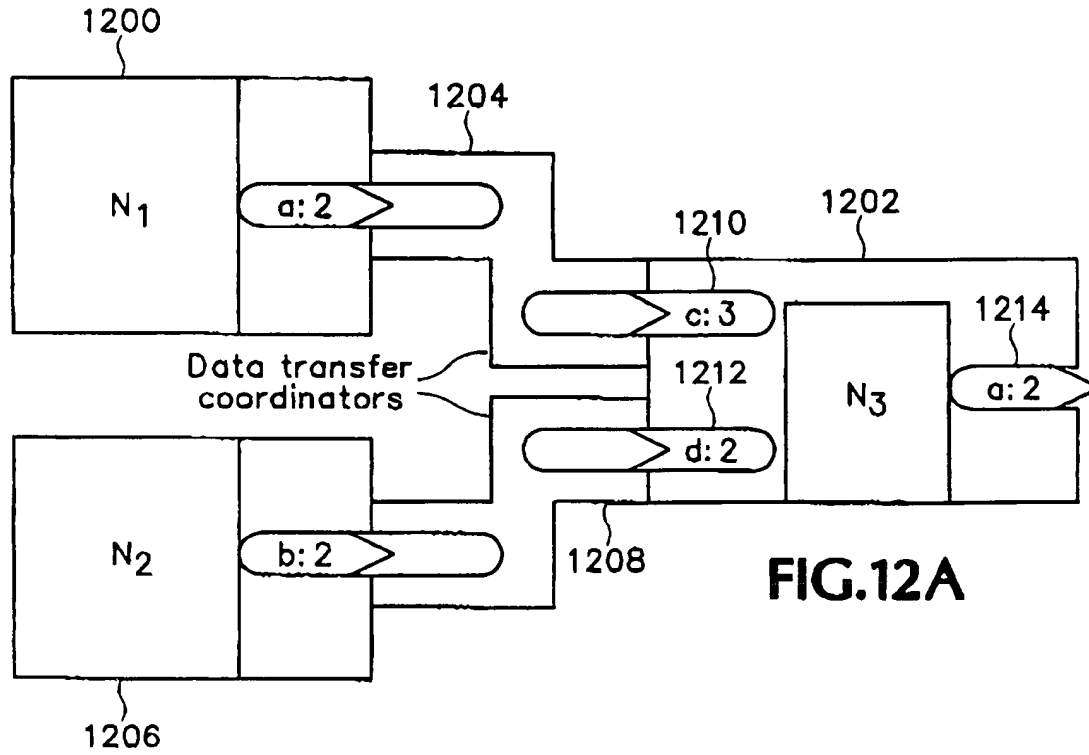 1200
1204
N1
a: 2
1202
1210
c: 3
1214
a: 2
Data transfer
coordinators
1212
N3
d: 2
N2
b: 2
1208
FIG.12A
1206